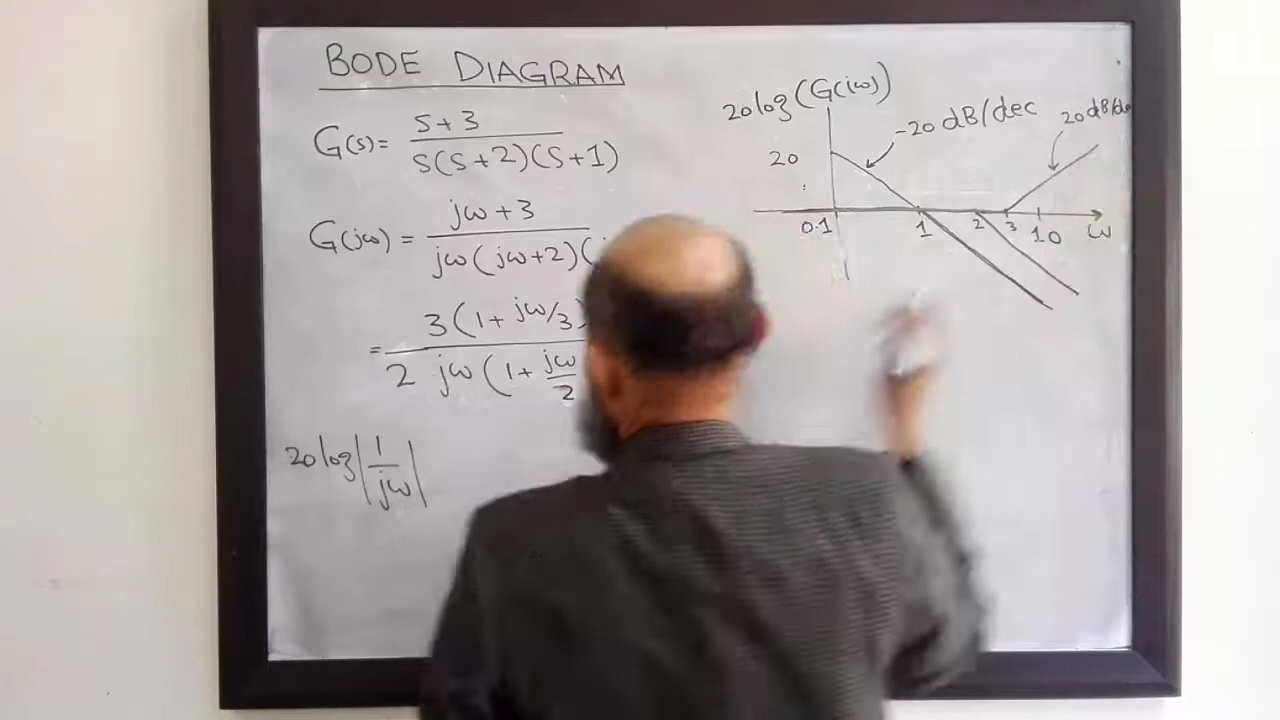 BODE DIAGRAM
G(s) = s+3 / s(s+2)(s+1)
G(jω) = jω+3 / jω(jω+2)(
= 3(1+jω/3) / 2 jω(1+jω/2
20log|1/jω|
20log(G(jω))
-20 dB/dec
20dB/de
20
0.1 1 2 3 10 ω